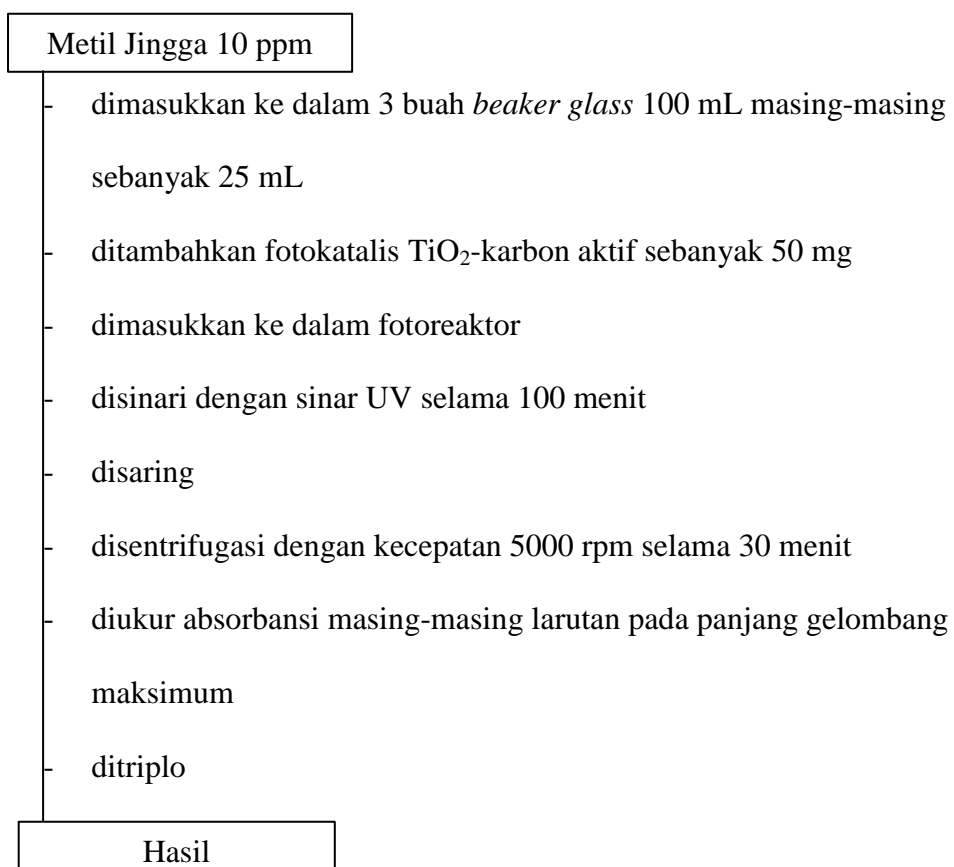 Metil Jingga 10 ppm
- dimasukkan ke dalam 3 buah beaker glass 100 mL masing-masing
sebanyak 25 mL
- ditambahkan fotokatalis TiO₂-karbon aktif sebanyak 50 mg
- dimasukkan ke dalam fotoreaktor
- disinari dengan sinar UV selama 100 menit
- disaring
- disentrifugasi dengan kecepatan 5000 rpm selama 30 menit
- diukur absorbansi masing-masing larutan pada panjang gelombang
maksimum
- ditriplo
Hasil